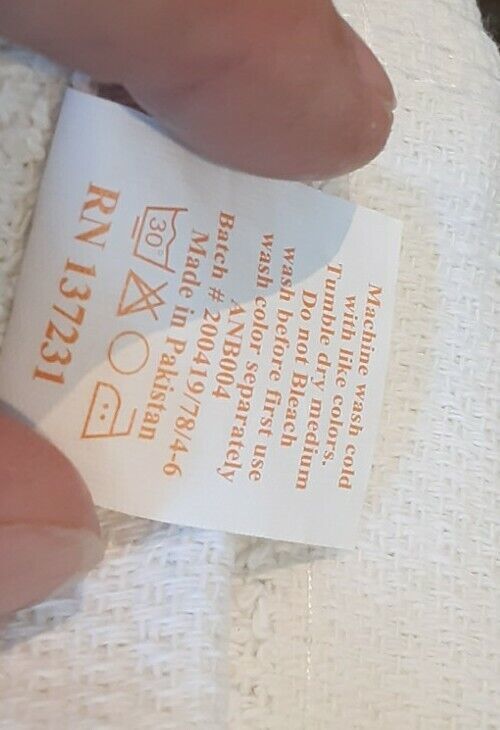 Machine wash cold
with like colors.
Tumble dry medium
Do not Bleach
wash before first use
wash color separately
ANB004
Batch # 200419/78/4-6
Made in Pakistan
30°
RN 137231